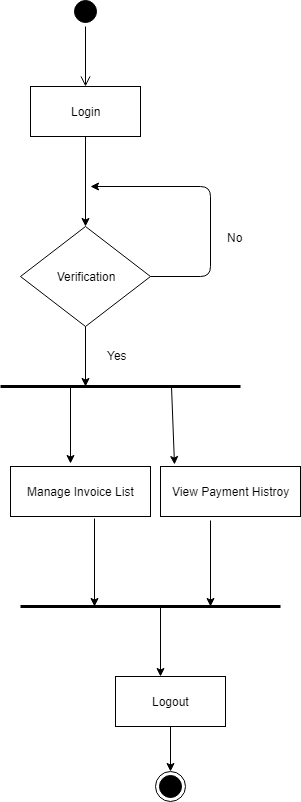 Login
Verification
No
Yes
Manage Invoice List
View Payment Histroy
Logout